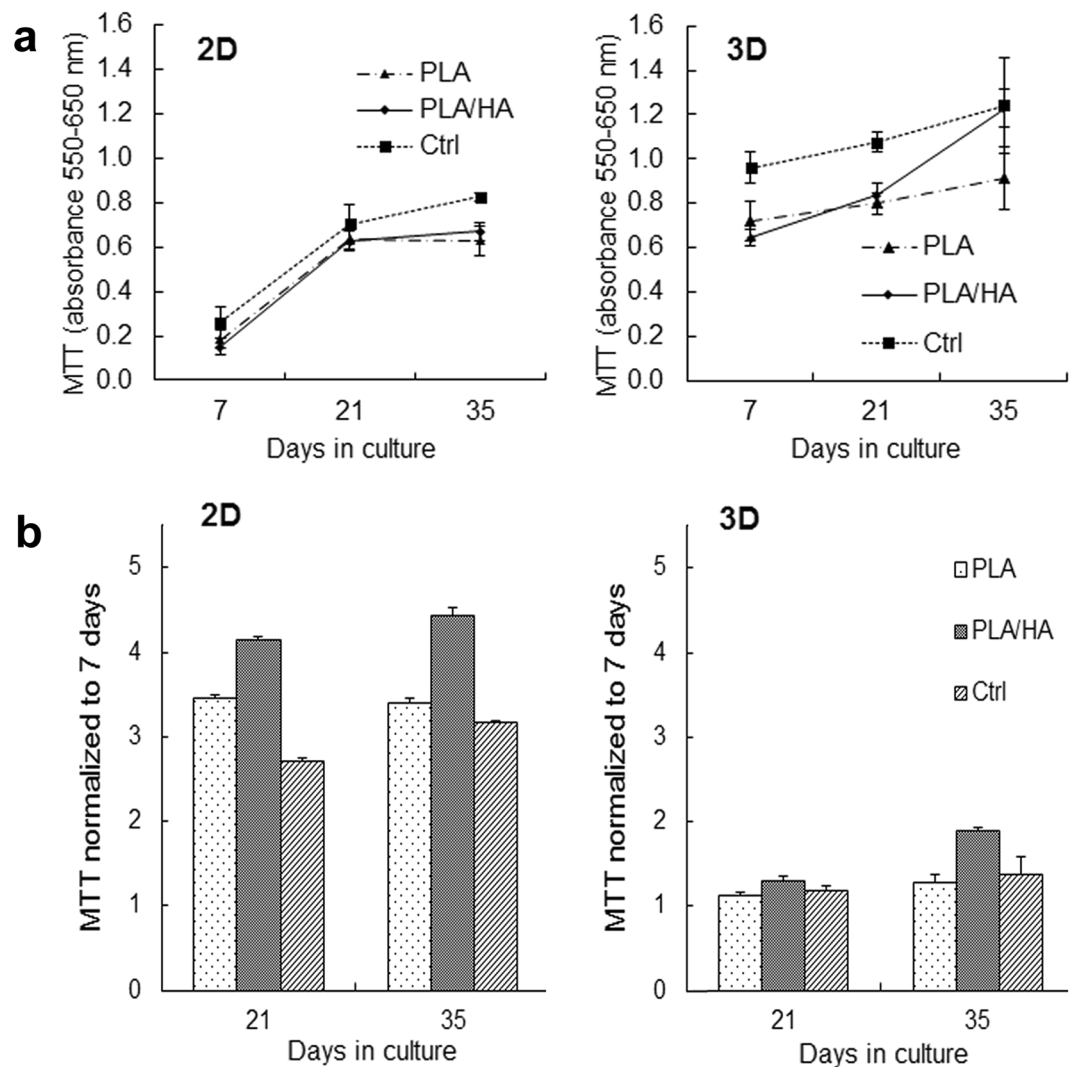 a
2D
1.6
1.4
1.2
1.0
0.8
0.6
0.4
0.2
0.0
MTT (absorbance 550-650 nm)
PLA
PLA/HA
Ctrl
7 21 35
Days in culture
3D
1.6
1.4
1.2
1.0
0.8
0.6
0.4
0.2
0.0
MTT (absorbance 550-650 nm)
PLA
PLA/HA
Ctrl
7 21 35
Days in culture
b
2D
5
4
3
2
1
0
MTT normalized to 7 days
21 35
Days in culture
3D
5
4
3
2
1
0
MTT normalized to 7 days
PLA
PLA/HA
Ctrl
21 35
Days in culture